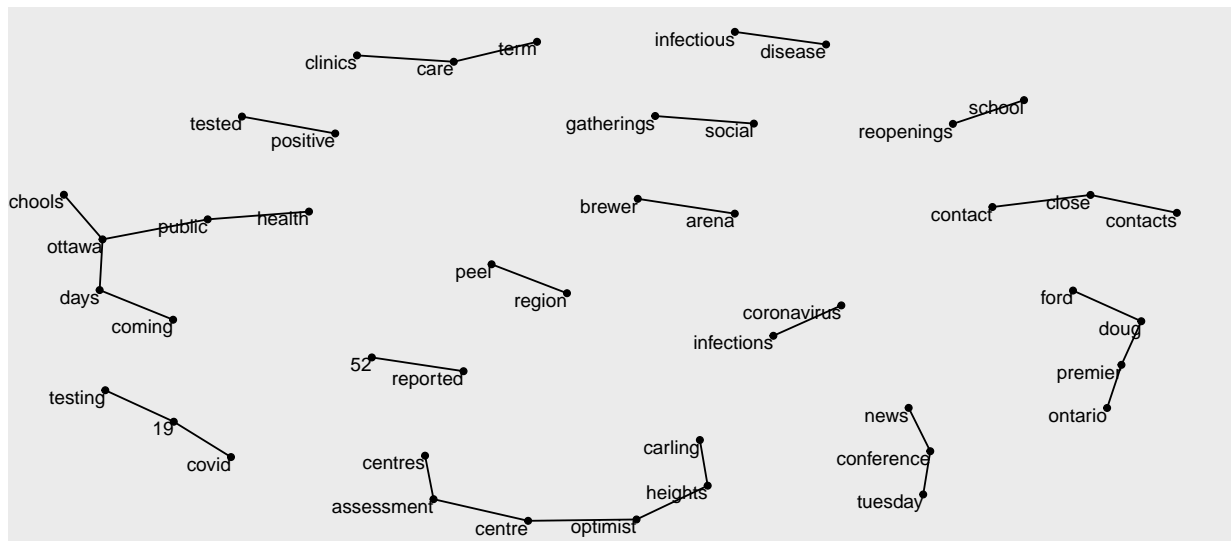 infectious
disease
term
clinics
care
school
tested
gatherings
social
reopenings
positive
chools
brewer
close
public
health
arena
contact
contacts
ottawa
peel
region
days
ford
coronavirus
coming
doug
infections
52
reported
premier
testing
ontario
news
19
carling
covid
centres
conference
heights
assessment
tuesday
centre
optimist